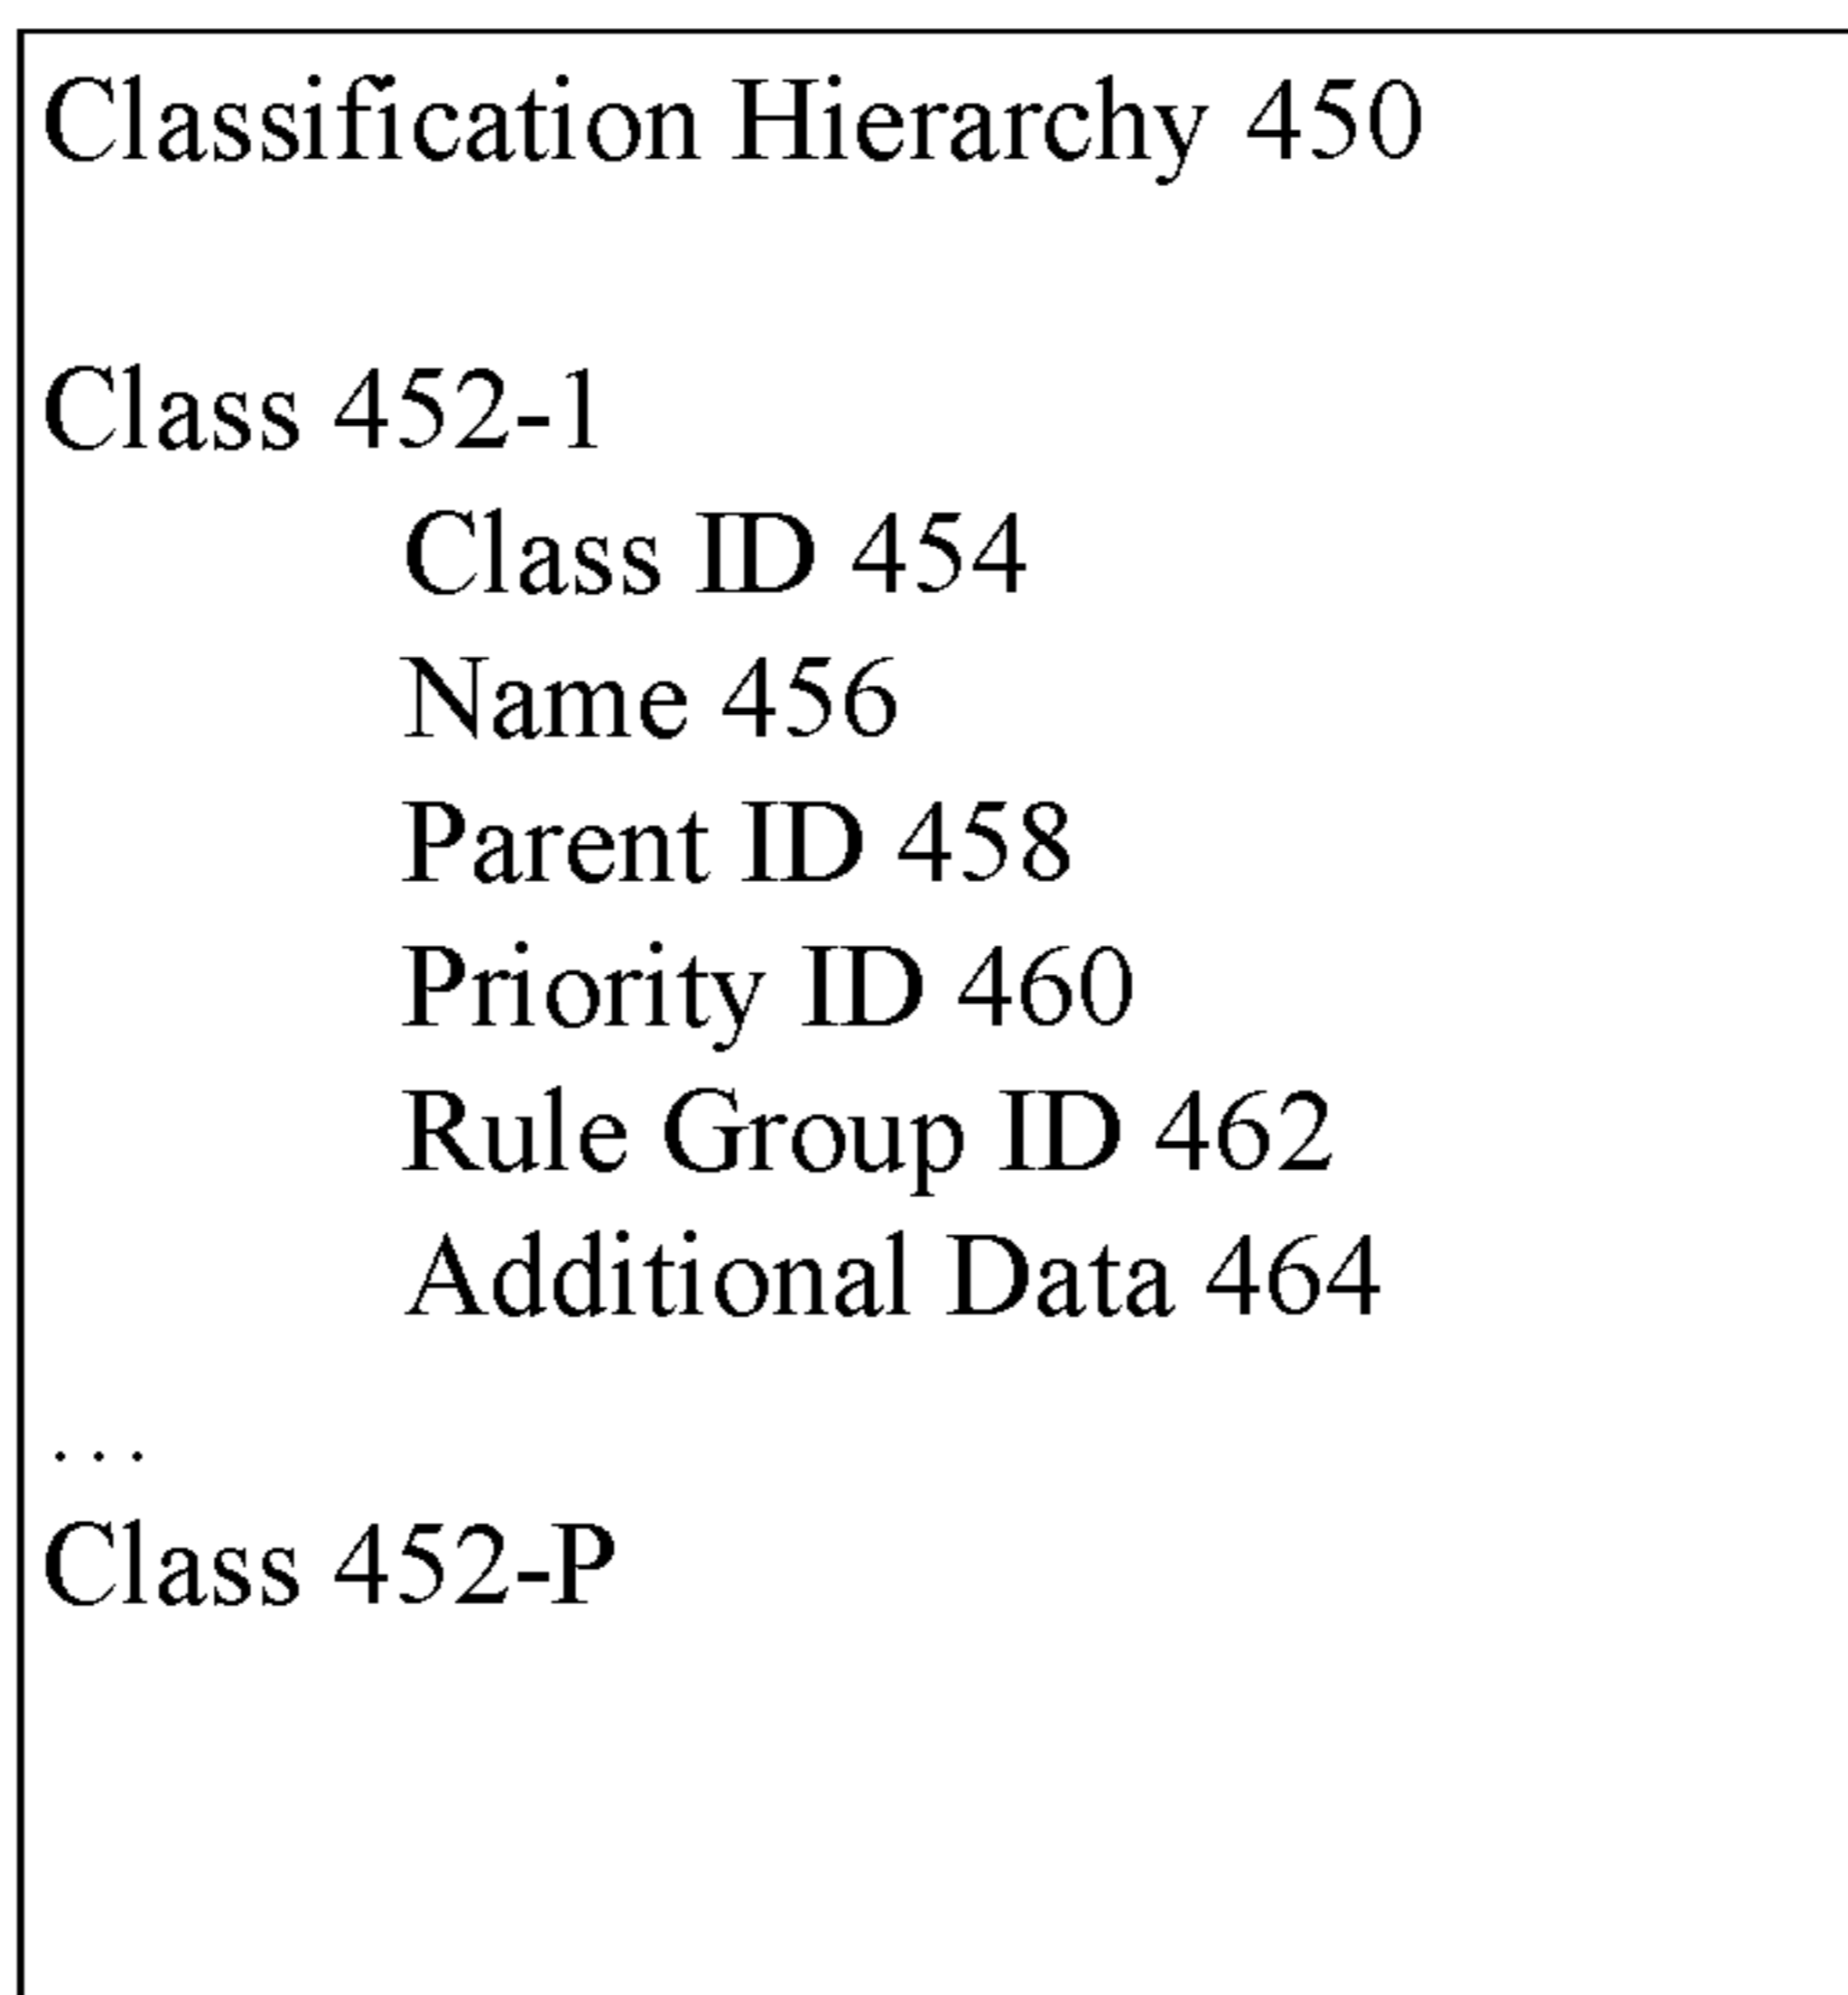 Classification Hierarchy 450
Class 452-1
Class ID 454
Name 456
Parent ID 458
Priority ID 460
Rule Group ID 462
Additional Data 464
...
Class 452-P